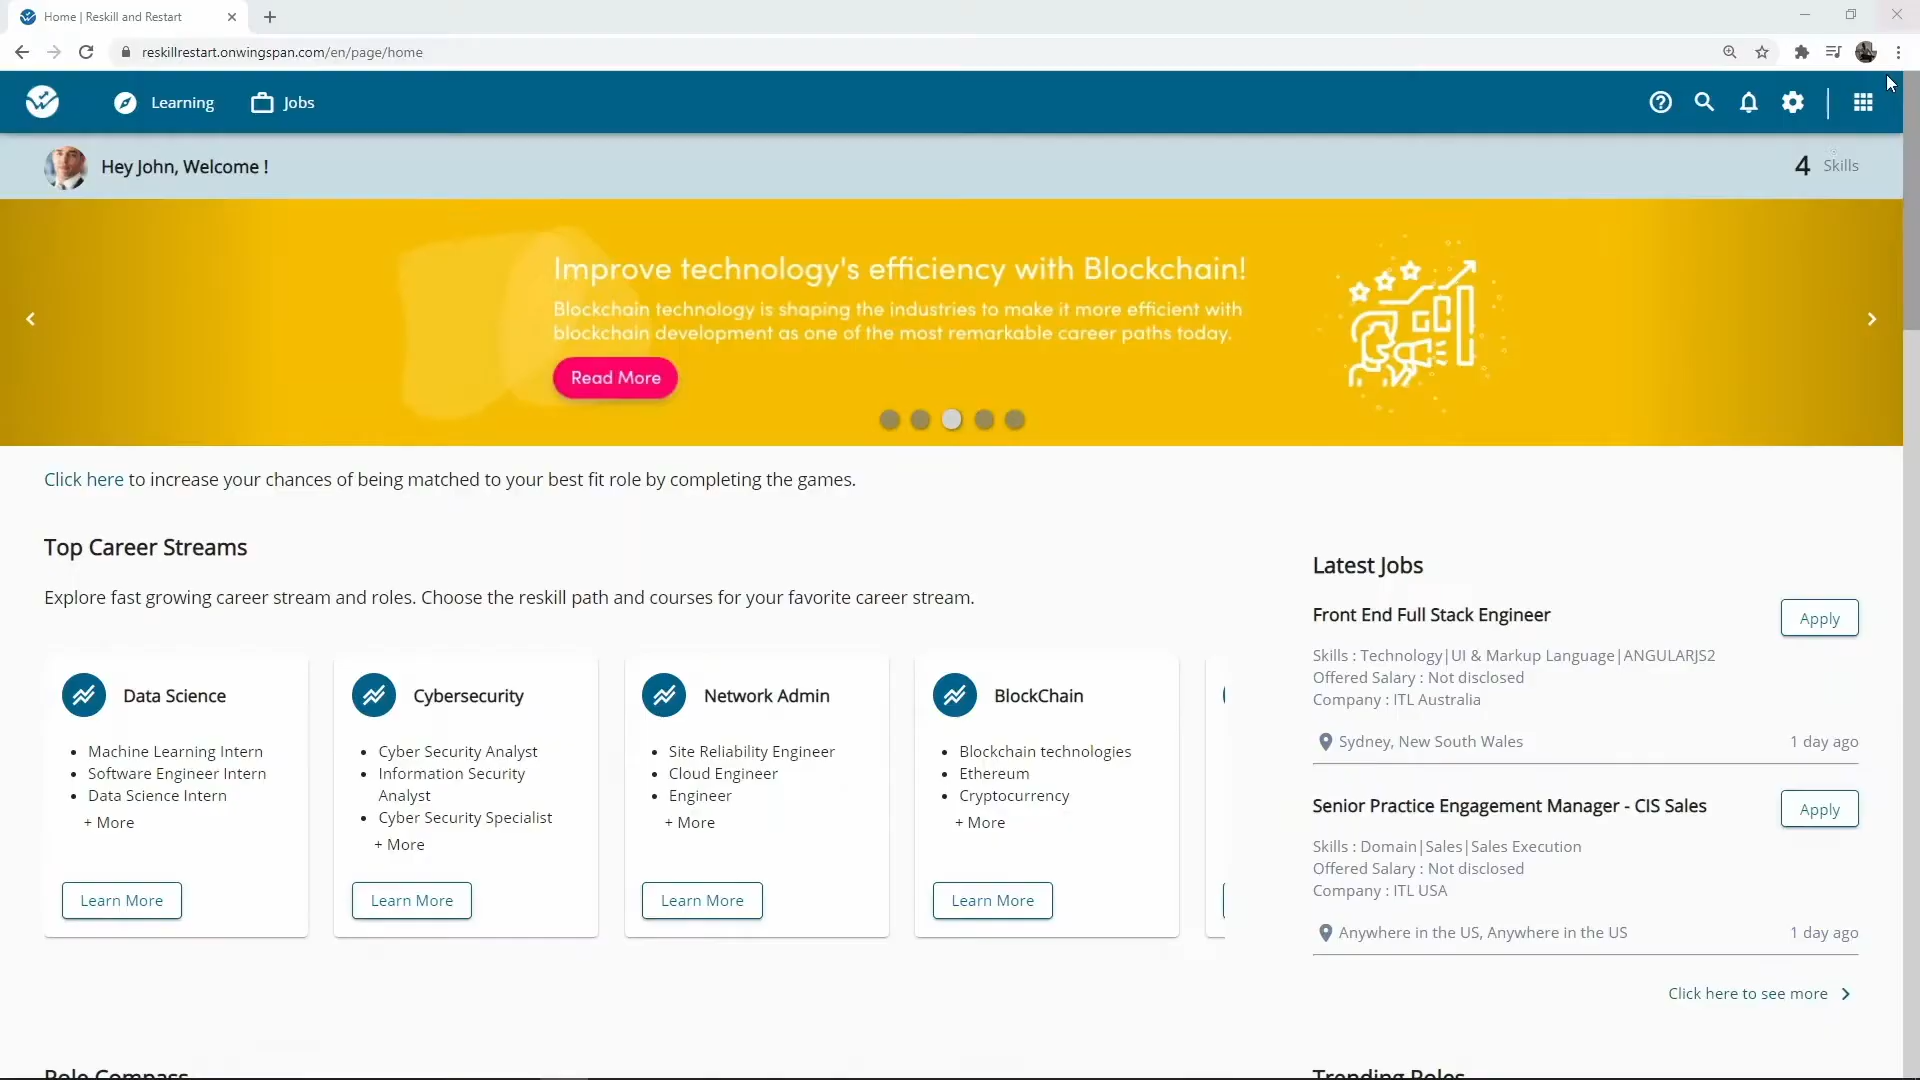 Home | Reskill and Restart
reskillrestart.onwingspan.com/en/page/home
Learning
Jobs
Hey John, Welcome !
4 Skills
Improve technology's efficiency with Blockchain!
Blockchain technology is shaping the industries to make it more efficient with
blockchain development as one of the most remarkable career paths today.
Read More
Click here to increase your chances of being matched to your best fit role by completing the games.
Top Career Streams
Explore fast growing career stream and roles. Choose the reskill path and courses for your favorite career stream.
Data Science
Machine Learning Intern
Software Engineer Intern
Data Science Intern
+ More
Learn More
Cybersecurity
Cyber Security Analyst
Information Security
Analyst
Cyber Security Specialist
+ More
Learn More
Network Admin
Site Reliability Engineer
Cloud Engineer
Engineer
+ More
Learn More
BlockChain
Blockchain technologies
Ethereum
Cryptocurrency
+ More
Learn More
Latest Jobs
Front End Full Stack Engineer
Apply
Skills : Technology|UI & Markup Language|ANGULARJS2
Offered Salary : Not disclosed
Company : ITL Australia
Sydney, New South Wales
1 day ago
Senior Practice Engagement Manager - CIS Sales
Apply
Skills : Domain|Sales|Sales Execution
Offered Salary : Not disclosed
Company : ITL USA
Anywhere in the US, Anywhere in the US
1 day ago
Click here to see more
Role Compass
Trending Roles